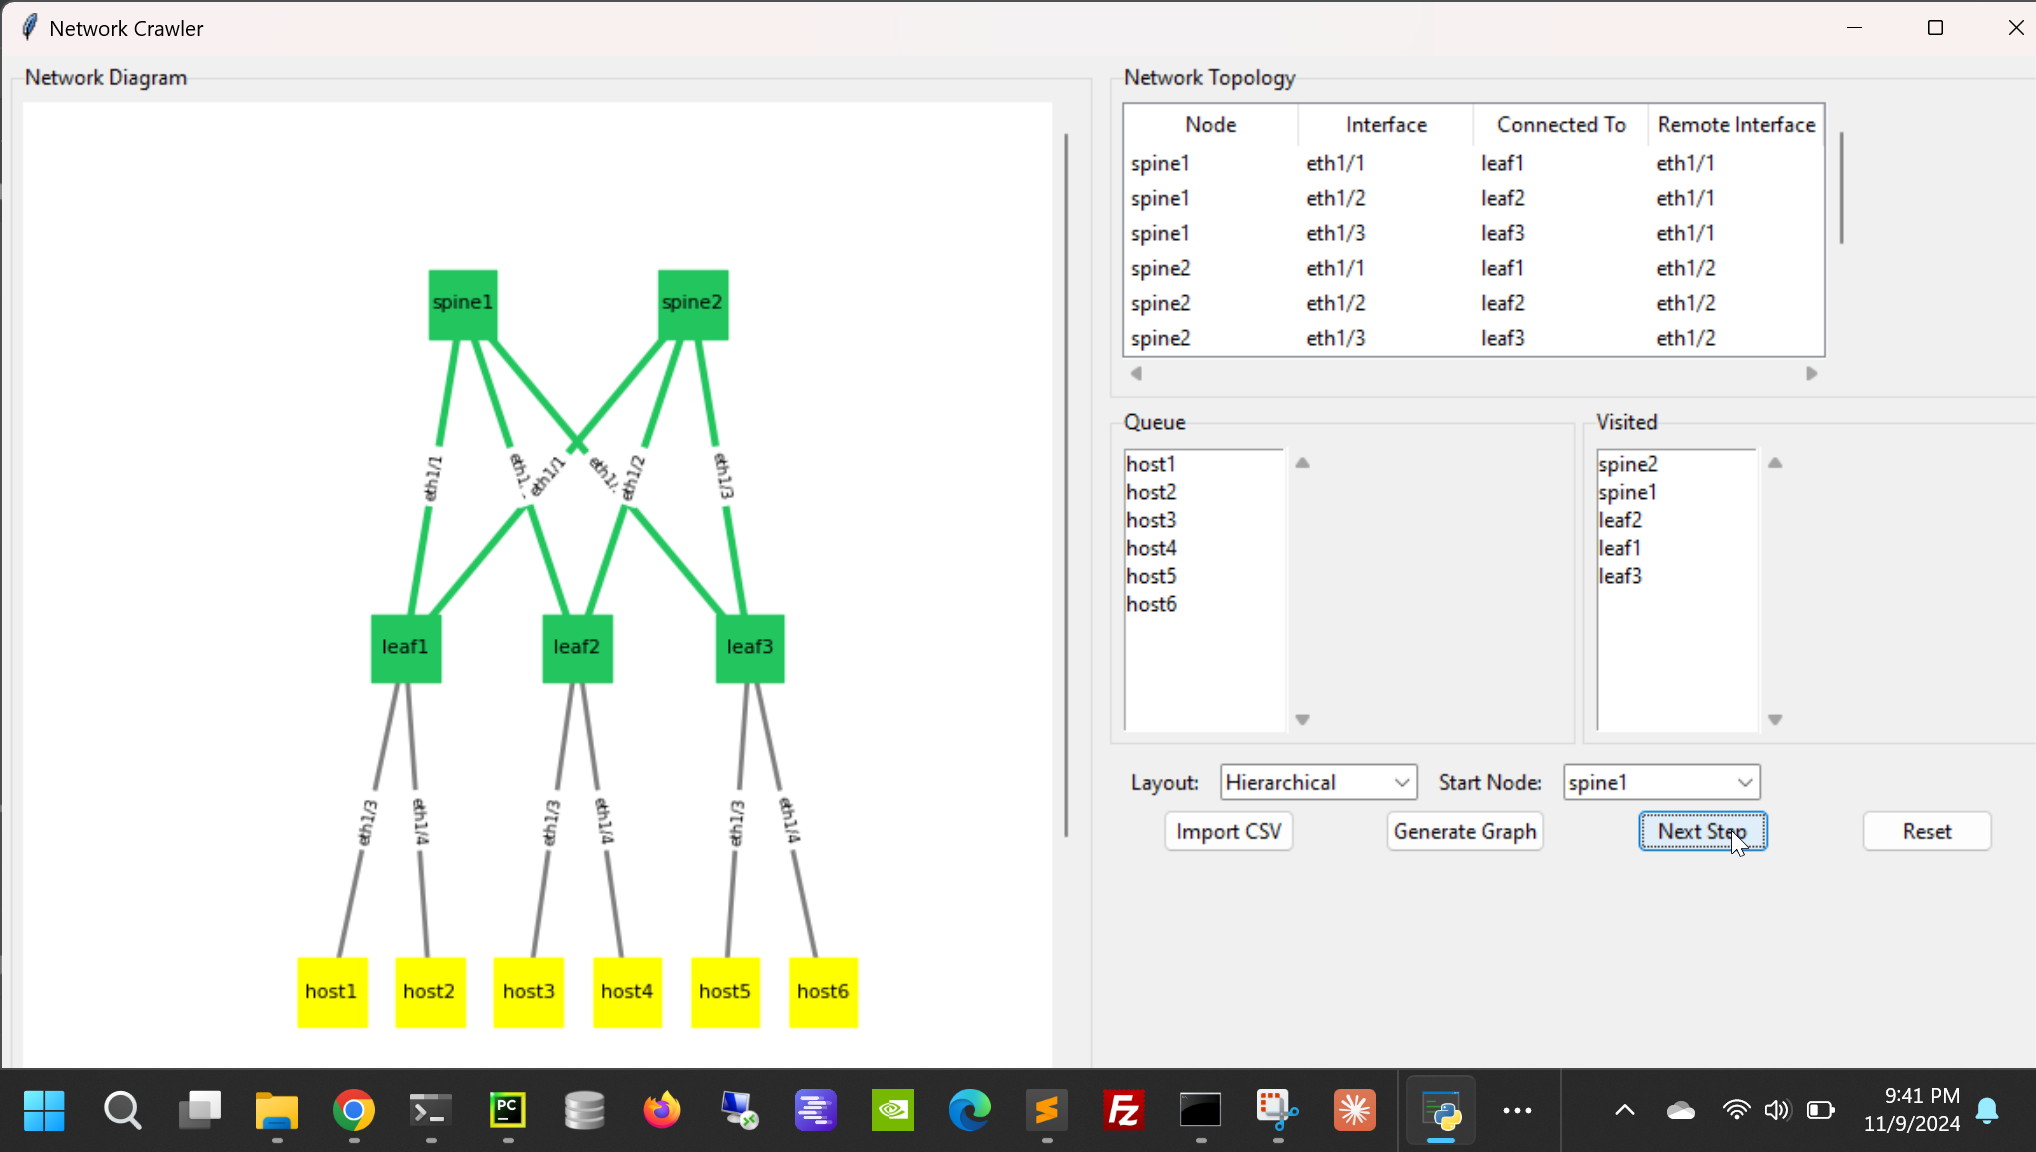 Network Crawler
Network Diagram
spine1 spine2
eth1/1 eth1/1 eth1/2 eth1/3
leaf1 leaf2 leaf3
eth1/3 eth1/4 eth1/3 eth1/4 eth1/3 eth1/4
host1 host2 host3 host4 host5 host6
Network Topology
Node Interface Connected To Remote Interface
spine1 eth1/1 leaf1 eth1/1
spine1 eth1/2 leaf2 eth1/1
spine1 eth1/3 leaf3 eth1/1
spine2 eth1/1 leaf1 eth1/2
spine2 eth1/2 leaf2 eth1/2
spine2 eth1/3 leaf3 eth1/2
Queue
host1
host2
host3
host4
host5
host6
Visited
spine2
spine1
leaf2
leaf1
leaf3
Layout: Hierarchical Start Node: spine1
Import CSV Generate Graph Next Step Reset
PC
FZ
9:41 PM
11/9/2024